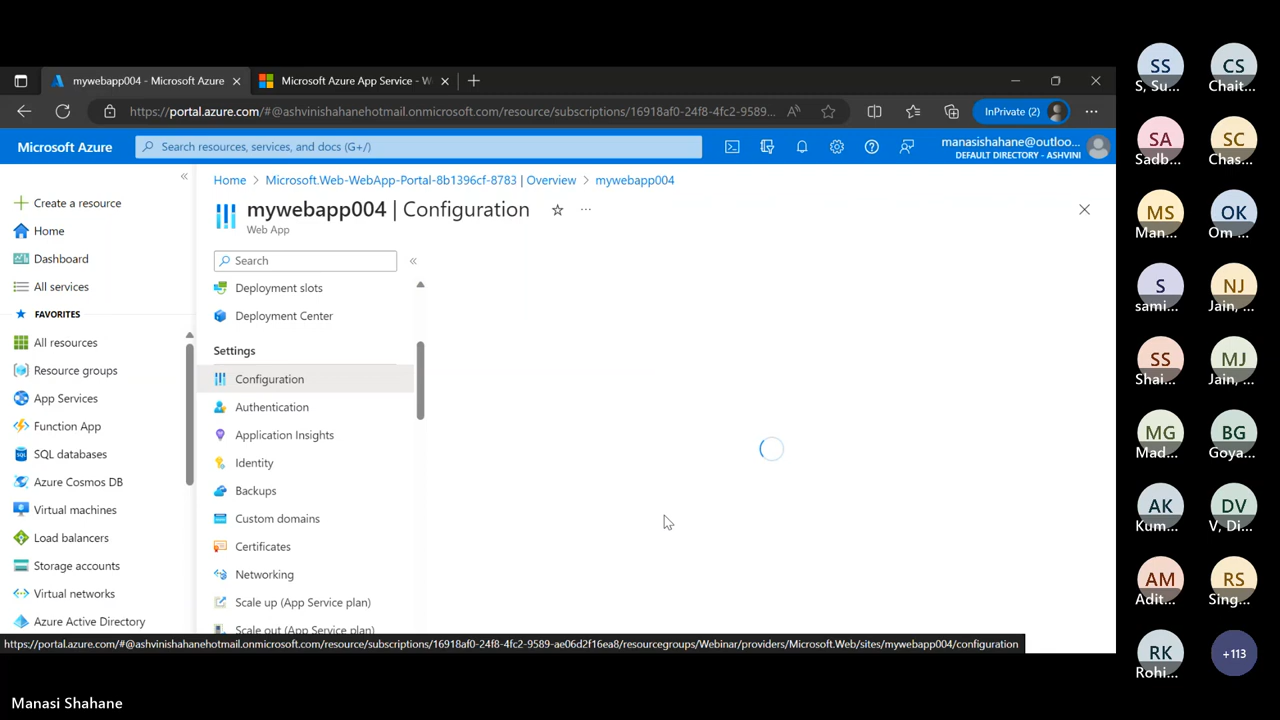 mywebapp004 - Microsoft Azure
Microsoft Azure App Service - W
https://portal.azure.com/#@ashvinishahanehotmail.onmicrosoft.com/resource/subscriptions/16918af0-24f8-4fc2-9589...
InPrivate (2)
Microsoft Azure
Search resources, services, and docs (G+/)
manasishahane@outloo...
DEFAULT DIRECTORY - ASHVINI
Home > Microsoft.Web-WebApp-Portal-8b1396cf-8783 | Overview > mywebapp004
mywebapp004 | Configuration
Web App
Create a resource
Home
Dashboard
All services
FAVORITES
All resources
Resource groups
App Services
Function App
SQL databases
Azure Cosmos DB
Virtual machines
Load balancers
Storage accounts
Virtual networks
Azure Active Directory
Search
Deployment slots
Deployment Center
Settings
Configuration
Authentication
Application Insights
Identity
Backups
Custom domains
Certificates
Networking
Scale up (App Service plan)
Scale out (App Service plan)
https://portal.azure.com/#@ashvinishahanehotmail.onmicrosoft.com/resource/subscriptions/16918af0-24f8-4fc2-9589-ae06d2f16ea8/resourcegroups/Webinar/providers/Microsoft.Web/sites/mywebapp004/configuration
SS
S, Su...
CS
Chait...
SA
Sadb...
SC
Chas...
MS
Man...
OK
Om ...
S
sami...
NJ
Jain, ...
SS
Shai...
MJ
Jain, ...
MG
Mad...
BG
Goya...
AK
Kum...
DV
V, Di...
AM
Adit...
RS
Sing...
RK
Rohi...
+113
Manasi Shahane